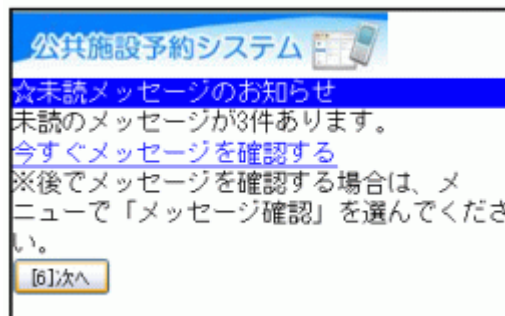 公共施設予約システム
☆未読メッセージのお知らせ
未読のメッセージが3件あります。
今すぐメッセージを確認する
※後でメッセージを確認する場合は、メ
ニューで「メッセージ確認」を選んでくださ
い。
[6]次へ